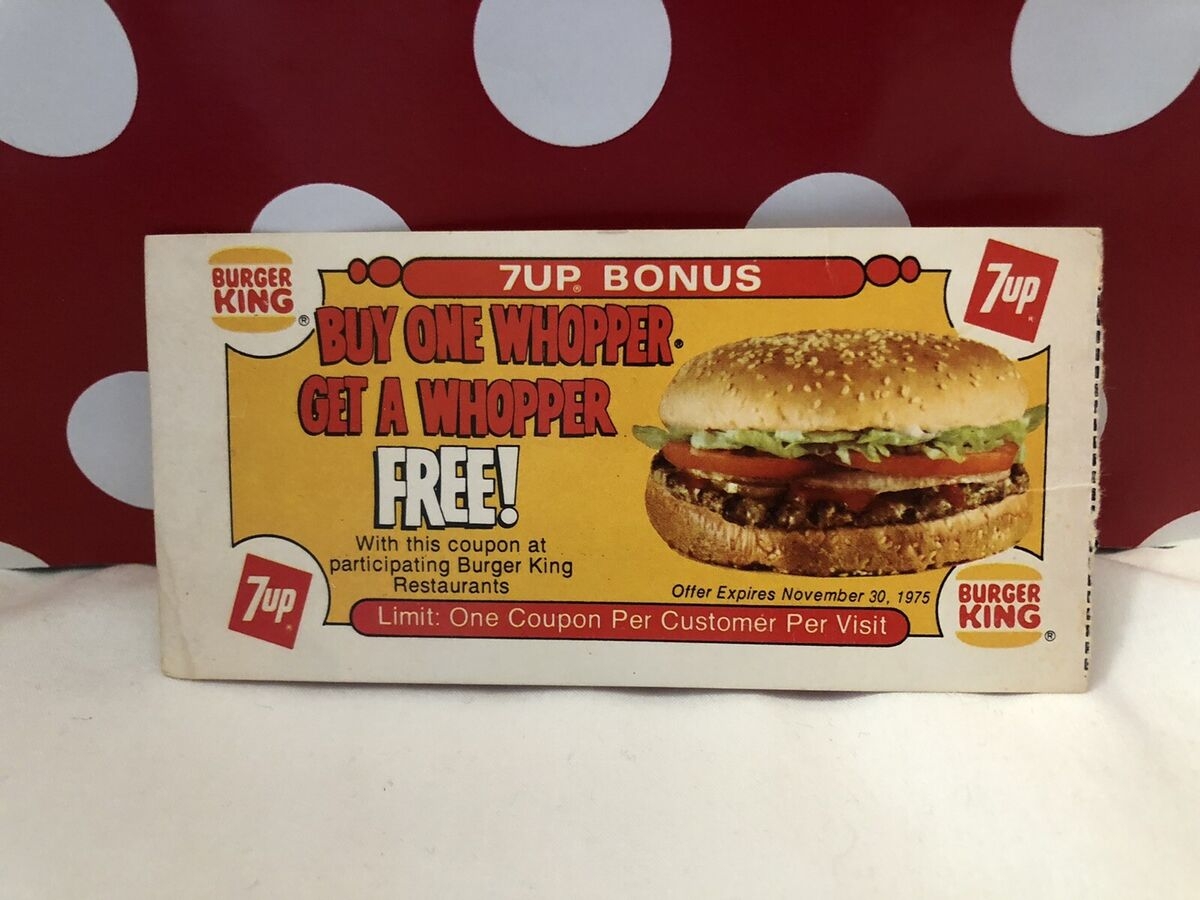 BURGER
KING
®
7UP® BONUS
7UP
BUY ONE WHOPPER®
GET A WHOPPER
FREE!
With this coupon at
participating Burger King
Restaurants
Offer Expires November 30, 1975
7UP
Limit: One Coupon Per Customer Per Visit
BURGER
KING
®